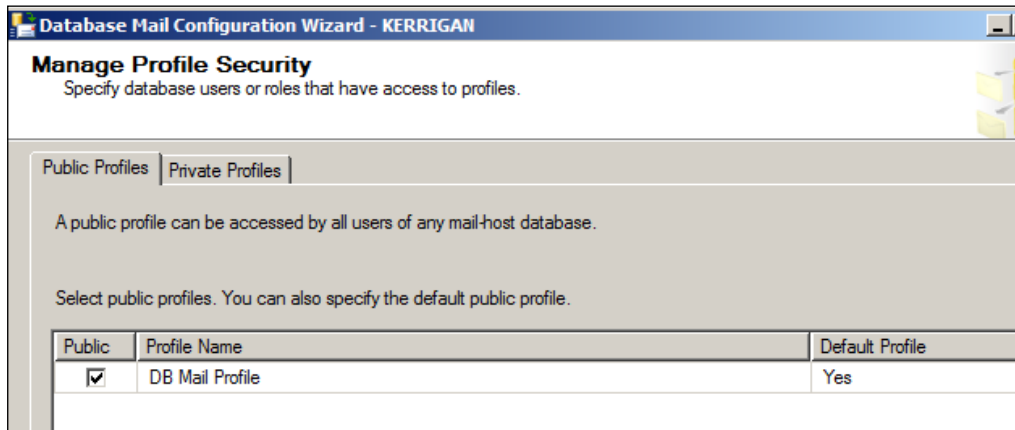 Database Mail Configuration Wizard - KERRIGAN
Manage Profile Security
Specify database users or roles that have access to profiles.
Public Profiles Private Profiles
A public profile can be accessed by all users of any mail-host database.
Select public profiles. You can also specify the default public profile.
Public Profile Name Default Profile
DB Mail Profile Yes